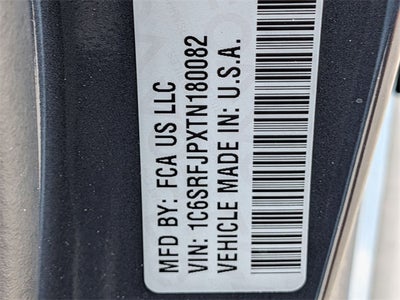 MFD BY: FCA US LLC
VIN: 1C6SRFJPXTN180082
VEHICLE MADE IN: U.S.A.